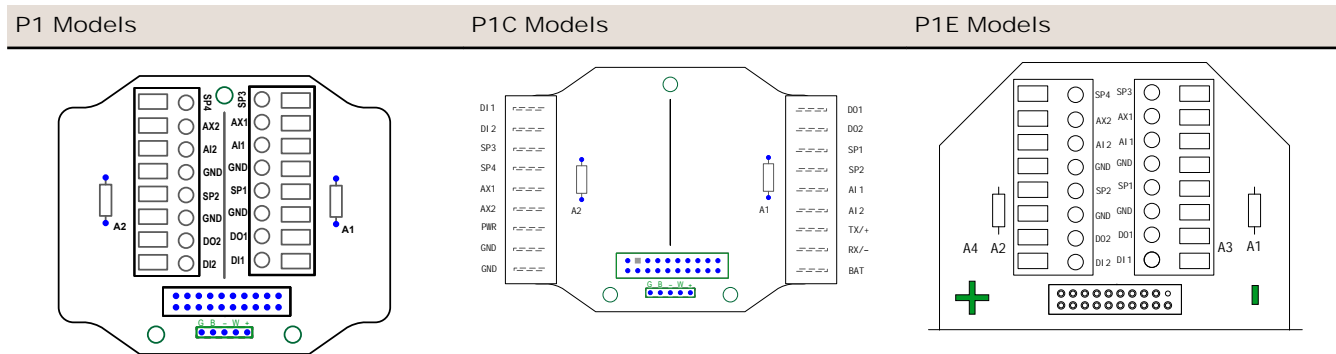 P1 Models
P1C Models
P1E Models
SP4 SP3
AX2 AX1
AI2 AI1
GND GND
SP2 SP1
GND GND
DO2 DO1
DI2 DI1
A2
A1
G B - W +
DI1
DI2
SP3
SP4
AX1
AX2
PWR
GND
GND
A2
A1
DO1
DO2
SP1
SP2
AI1
AI2
TX/+
RX/-
BAT
G B - W +
SP4 SP3
AX2 AX1
AI2 AI1
GND GND
SP2 SP1
GND GND
DO2 DO1
DI2 DI1
A4 A2
A3 A1